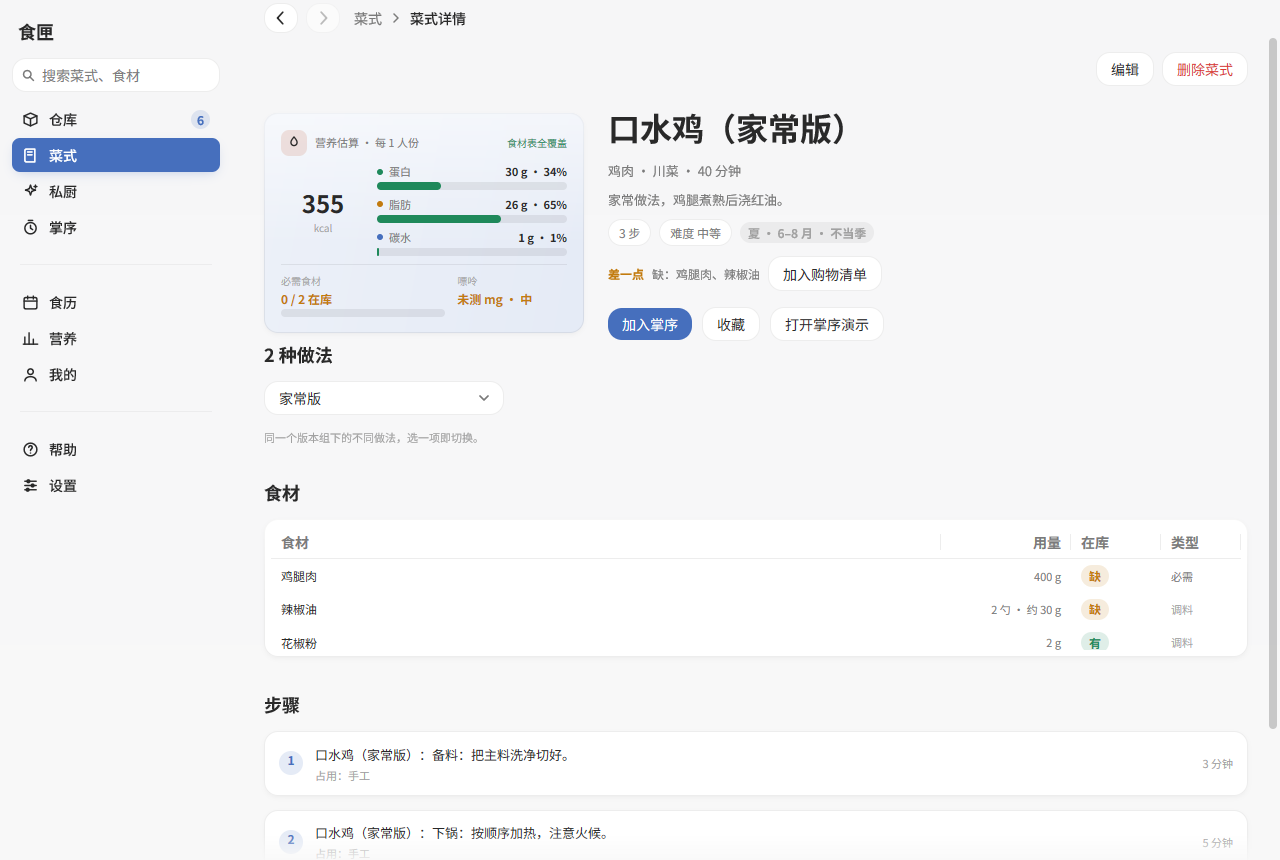 食匣
搜索菜式、食材
仓库 6
菜式
私厨
掌序
食历
营养
我的
帮助
设置
菜式 菜式详情
编辑 删除菜式
营养估算 · 每 1 人份 食材表全覆盖
355
kcal
蛋白 30 g · 34%
脂肪 26 g · 65%
碳水 1 g · 1%
必需食材
0 / 2 在库
嘌呤
未测 mg · 中
口水鸡（家常版）
鸡肉 · 川菜 · 40 分钟
家常做法，鸡腿煮熟后浇红油。
3 步 难度 中等 夏 · 6–8 月 · 不当季
差一点 缺：鸡腿肉、辣椒油 加入购物清单
加入掌序 收藏 打开掌序演示
2 种做法
家常版
同一个版本组下的不同做法，选一项即切换。
食材
食材 用量 在库 类型
鸡腿肉 400 g 缺 必需
辣椒油 2 勺 · 约 30 g 缺 调料
花椒粉 2 g 有 调料
步骤
1 口水鸡（家常版）：备料：把主料洗净切好。
占用：手工
3 分钟
2 口水鸡（家常版）：下锅：按顺序加热，注意火候。
占用：手工
5 分钟